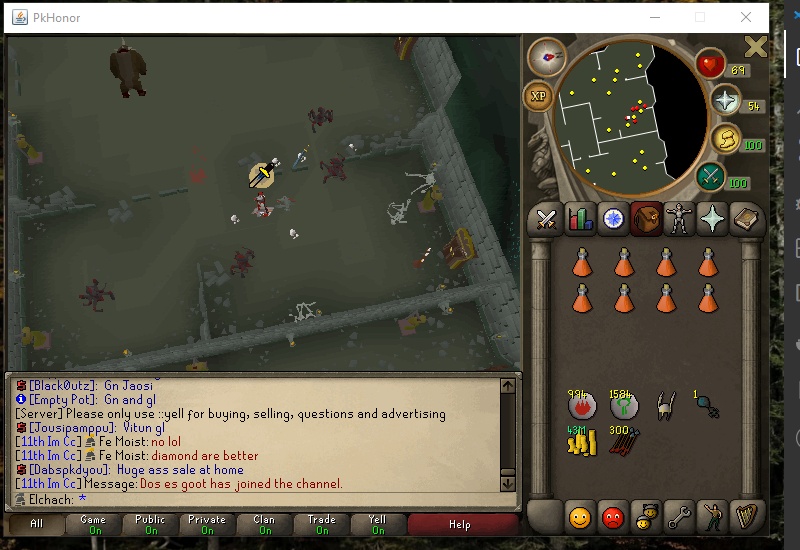 PkHonor
69
XP
54
100
100
[Black0utz]: Gn Jaosi
[Empty Pot]: Gn and gl
[Server] Please only use ::yell for buying, selling, questions and advertising
[Jousipamppu]: Vitun gl
[11th Im Cc] Fe Moist: no lol
[11th Im Cc] Fe Moist: diamond are better
[Dabspkdyou]: Huge ass sale at home
[11th Im Cc] Message: Dos es goot has joined the channel.
Elchach: *
994 1584 1
43M 300
All Game On Public On Private On Clan On Trade On Yell On Help